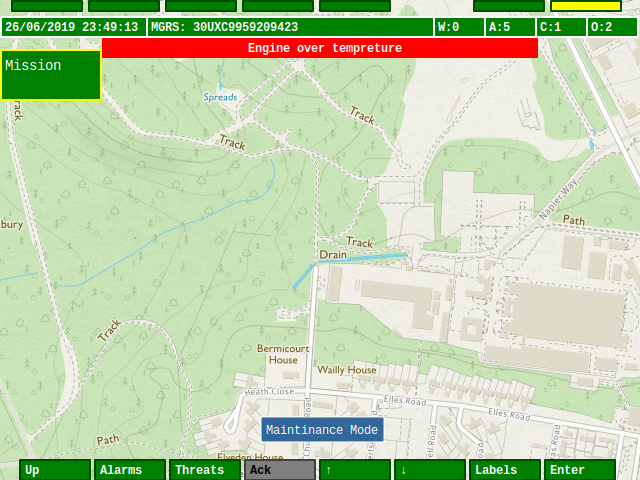 26/06/2019 23:49:13 MGRS: 30UXC9959209423 W:0 A:5 C:1 O:2
Engine over tempreture
Mission
Spreads
Track
Track
Track
Napier Way
Path
bury
Track
Drain
Track
Bermicourt
House
Wailly House
Heath Close
Elles Road
Elles Road
Maintinance Mode
Path
Elveden House
Up Alarms Threats Ack ↑ ↓ Labels Enter